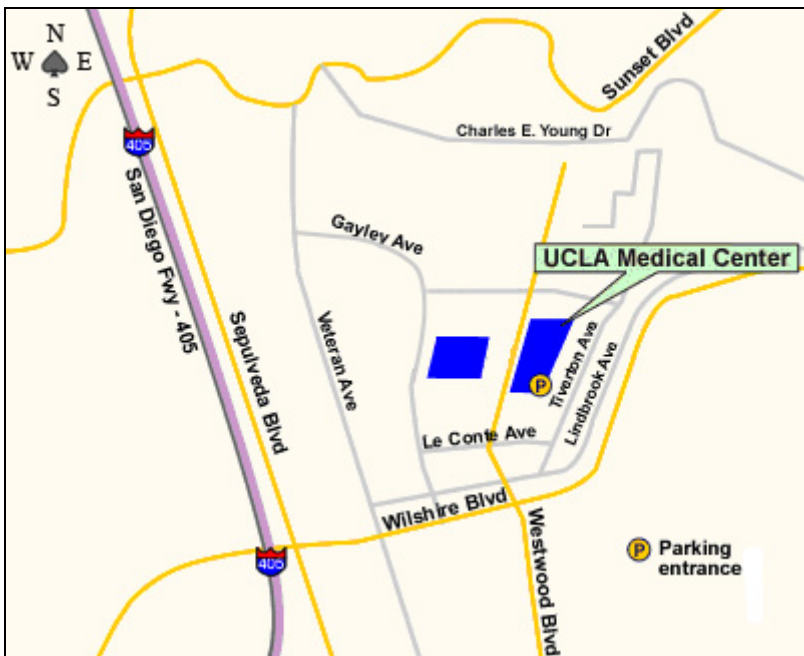 N
W E
S
Sunset Blvd
Charles E. Young Dr
405
San Diego Fwy - 405
Gayley Ave
UCLA Medical Center
Sepulveda Blvd
Veteran Ave
P
Tiverton Ave
Lindbrook Ave
Le Conte Ave
Wilshire Blvd
Westwood Blvd
405
P Parking
entrance